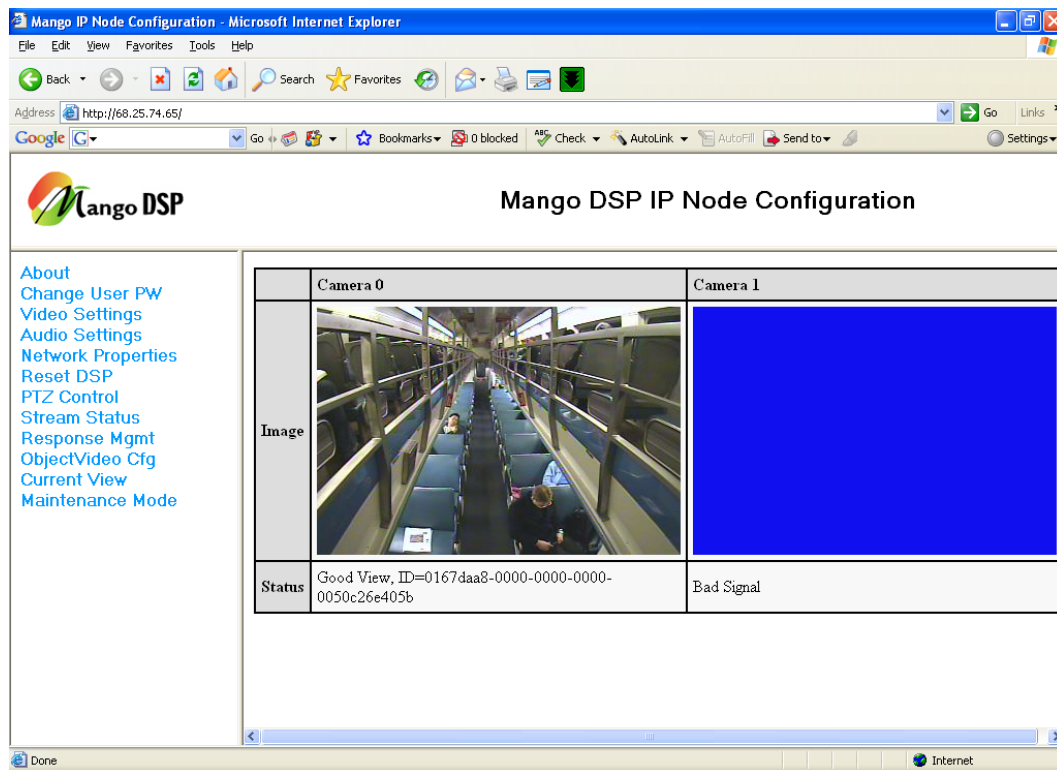 Mango IP Node Configuration - Microsoft Internet Explorer
File Edit View Favorites Tools Help
Back Search Favorites
Address http://68.25.74.65/ Go Links
Google G Go Bookmarks 0 blocked ABC Check AutoLink AutoFill Send to Settings
Mango DSP
Mango DSP IP Node Configuration
About
Change User PW
Video Settings
Audio Settings
Network Properties
Reset DSP
PTZ Control
Stream Status
Response Mgmt
ObjectVideo Cfg
Current View
Maintenance Mode
Camera 0 Camera 1
Image
Status Good View, ID=0167daa8-0000-0000-0000-
0050c26e405b
Bad Signal
Done Internet